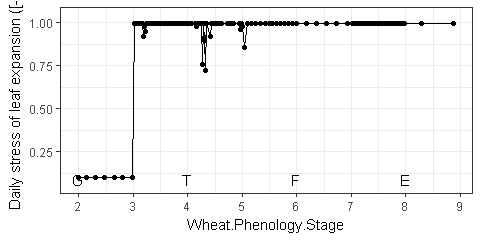 Daily stress of leaf expansion ([-
1.00
0.75
0.50
0.25
G T F E
2 3 4 5 6 7 8 9
Wheat.Phenology.Stage